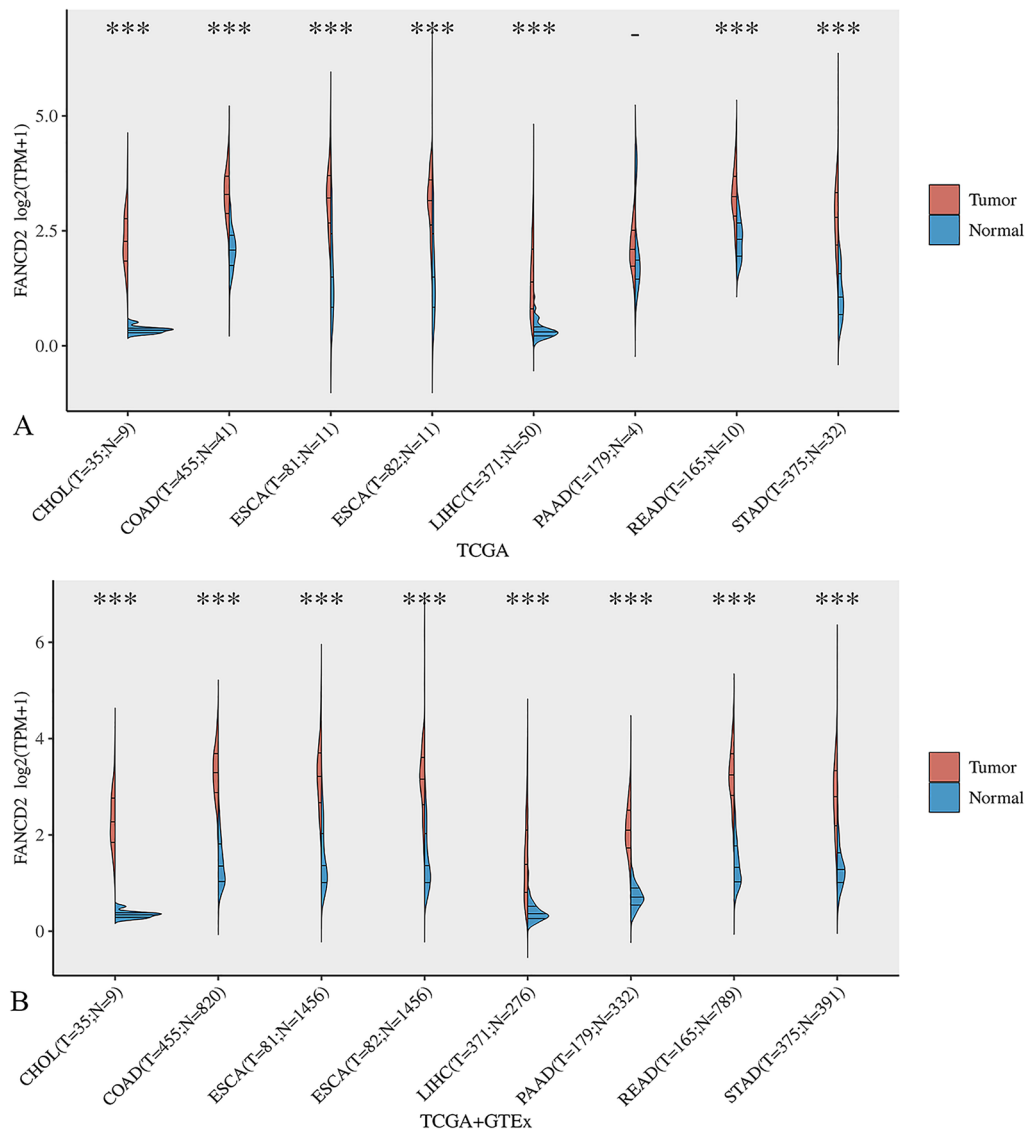 *** *** *** *** *** - *** ***
5.0
2.5
0.0
FANCD2 log2(TPM+1)
Tumor
Normal
A
CHOL(T=35;N=9)
COAD(T=455;N=41)
ESCA(T=81;N=11)
ESCA(T=82;N=11)
LIHC(T=371;N=50)
PAAD(T=179;N=4)
READ(T=165;N=10)
STAD(T=375;N=32)
TCGA
*** *** *** *** *** *** *** ***
6
4
2
0
FANCD2 log2(TPM+1)
Tumor
Normal
B
CHOL(T=35;N=9)
COAD(T=455;N=820)
ESCA(T=81;N=1456)
ESCA(T=82;N=1456)
LIHC(T=371;N=276)
PAAD(T=179;N=332)
READ(T=165;N=789)
STAD(T=375;N=391)
TCGA+GTEx